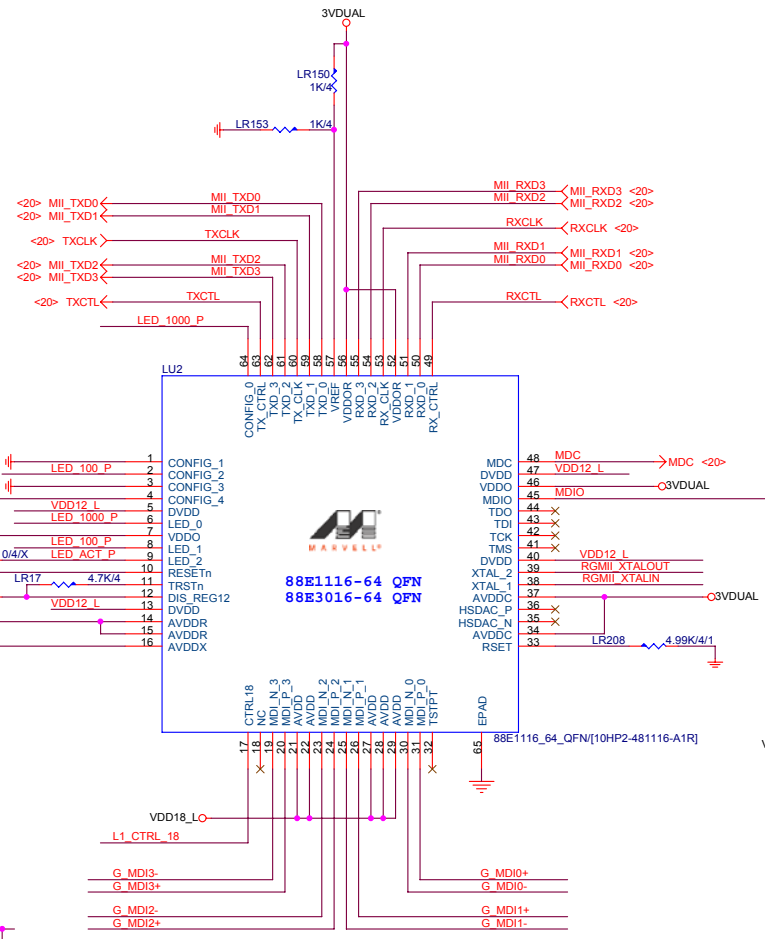 3VDUAL
LR150
1K/4
LR153 1K/4
<20> MII_TXD0 MII_TXD0
<20> MII_TXD1 MII_TXD1
<20> TXCLK TXCLK
<20> MII_TXD2 MII_TXD2
<20> MII_TXD3 MII_TXD3
<20> TXCTL TXCTL
LED_1000_P
MII_RXD3 MII_RXD3 <20>
MII_RXD2 MII_RXD2 <20>
RXCLK RXCLK <20>
MII_RXD1 MII_RXD1 <20>
MII_RXD0 MII_RXD0 <20>
RXCTL RXCTL <20>
64 63 62 61 60 59 58 57 56 55 54 53 52 51 50 49
LU2
CONFIG_0 TX_CTRL TXD_3 TXD_2 TX_CLK TXD_1 TXD_0 VREF VDDOR RXD_3 RXD_2 RX_CLK VDDOR RXD_1 RXD_0 RX_CTRL
1 CONFIG_1
LED_100_P 2 CONFIG_2
3 CONFIG_3
4 CONFIG_4
VDD12_L 5 DVDD
LED_1000_P 6 LED_0
7 VDDO
LED_100_P 8 LED_1
0/4/X LED_ACT_P 9 LED_2
10 RESETn
LR17 4.7K/4 11 TRSTn
12 DIS_REG12
VDD12_L 13 DVDD
14 AVDDR
15 AVDDR
16 AVDDX
MDC 48 MDC MDC <20>
DVDD 47 VDD12_L
VDDO 46 3VDUAL
MDIO 45 MDIO
TDO 44
TDI 43
TCK 42
TMS 41
DVDD 40 VDD12_L
XTAL_2 39 RGMII_XTALOUT
XTAL_1 38 RGMII_XTALIN
AVDDC 37 3VDUAL
HSDAC_P 36
HSDAC_N 35
AVDDC 34
RSET 33 LR208 4.99K/4/1
MARVELL®
88E1116-64 QFN
88E3016-64 QFN
CTRL18 NC MDI_N_3 MDI_P_3 AVDD AVDD MDI_N_2 MDI_P_2 MDI_N_1 MDI_P_1 AVDD AVDD AVDD MDI_N_0 MDI_P_0 TSTPT EPAD
17 18 19 20 21 22 23 24 25 26 27 28 29 30 31 32 65
88E1116_64_QFN/[10HP2-481116-A1R]
VDD18_L
L1_CTRL_18
G_MDI3-
G_MDI3+
G_MDI2-
G_MDI2+
G_MDI0+
G_MDI0-
G_MDI1+
G_MDI1-